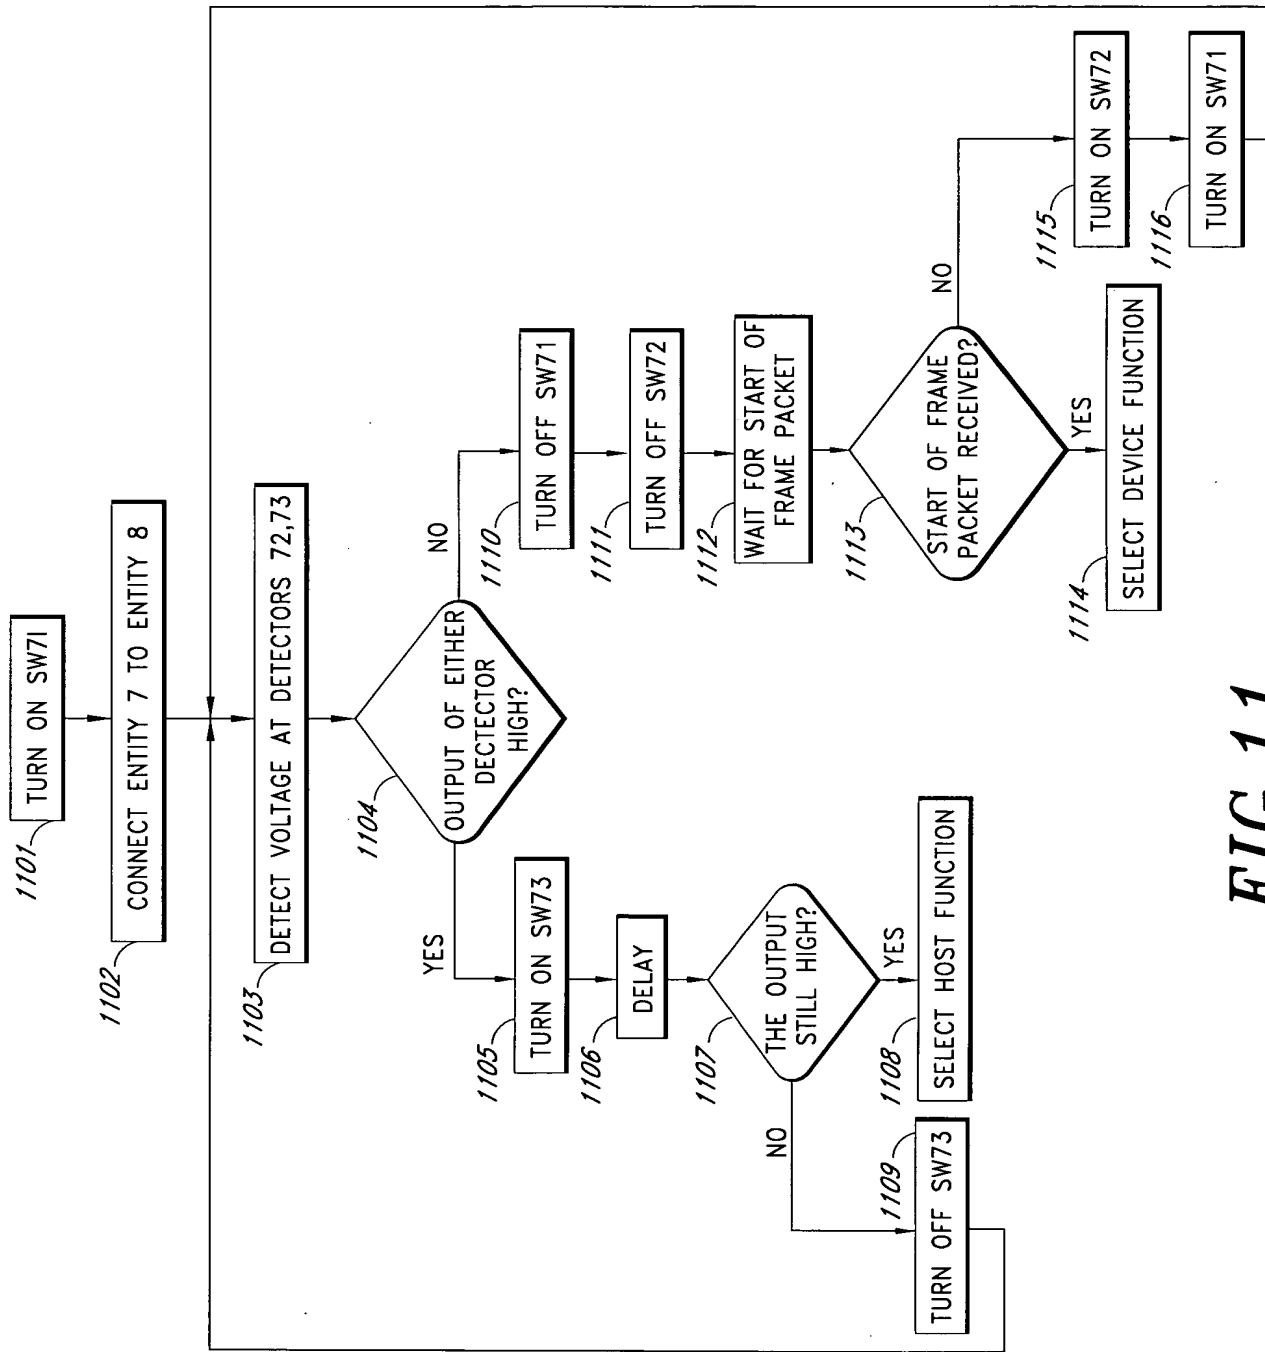 1101
TURN ON SW71
1102
CONNECT ENTITY 7 TO ENTITY 8
1103
DETECT VOLTAGE AT DETECTORS 72,73
1104
OUTPUT OF EITHER
DECTECTOR
HIGH?
YES
NO
1105
TURN ON SW73
1106
DELAY
1107
THE OUTPUT
STILL HIGH?
NO
YES
1108
SELECT HOST FUNCTION
1109
TURN OFF SW73
1110
TURN OFF SW71
1111
TURN OFF SW72
1112
WAIT FOR START OF
FRAME PACKET
1113
START OF FRAME
PACKET RECEIVED?
YES
NO
1114
SELECT DEVICE FUNCTION
1115
TURN ON SW72
1116
TURN ON SW71
FIG.11